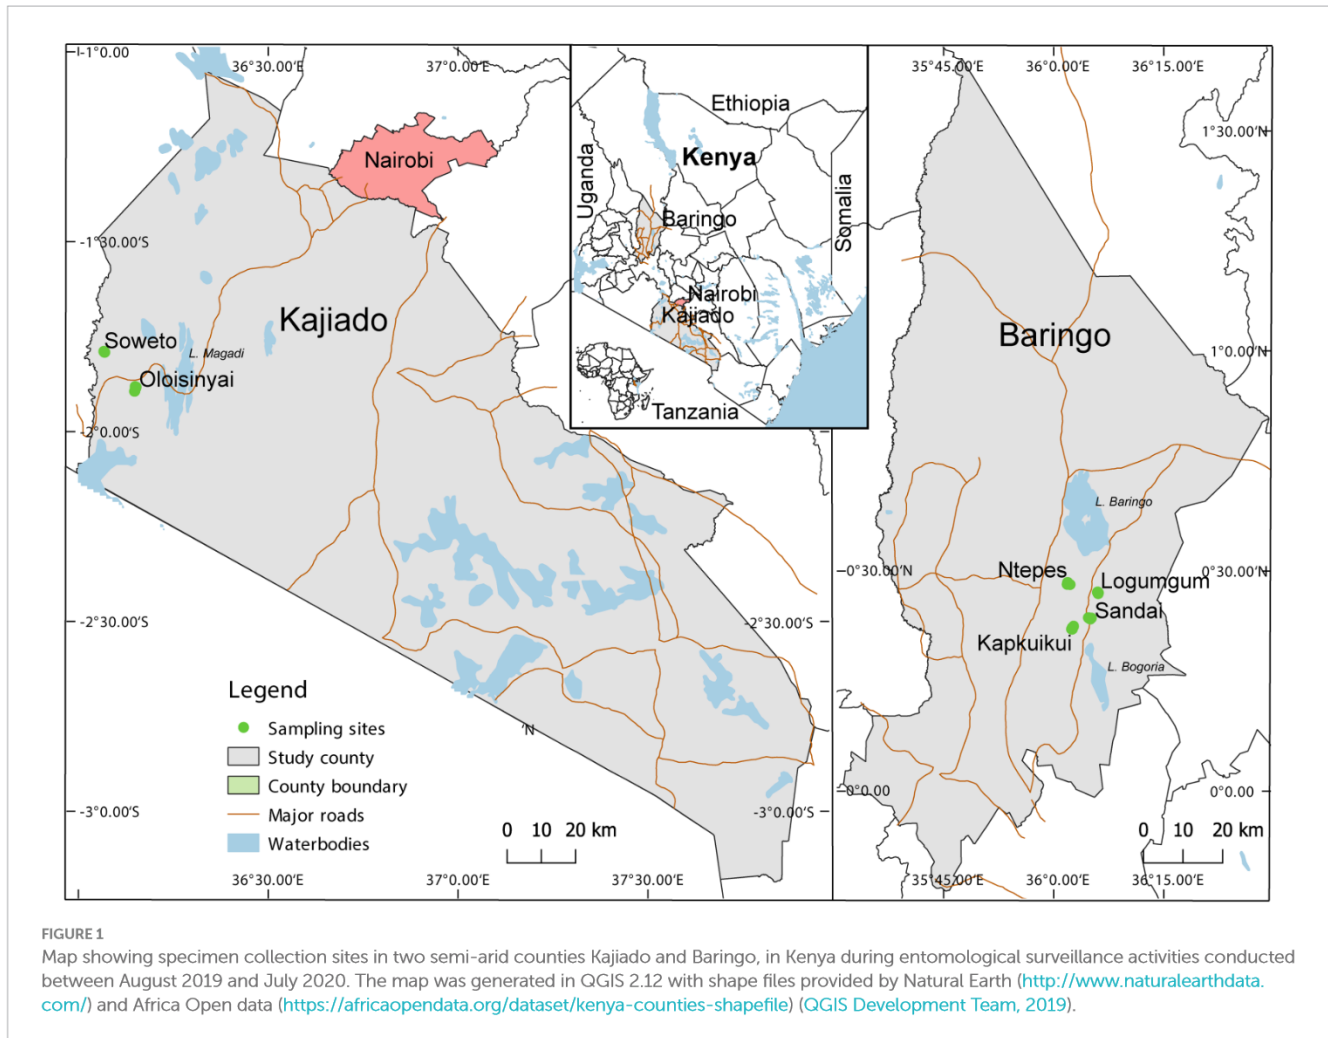 -1°0.00
36°30.00'E
37°0.00'E
Nairobi
-1°30.00'S
Kajiado
Soweto
L. Magadi
Oloisinyai
-2°0.00'S
-2°30.00'S
-2°30.00'S
'N
-3°0.00'S
-3°0.00'S
Legend
Sampling sites
Study county
County boundary
Major roads
Waterbodies
0 10 20 km
36°30.00'E
37°0.00'E
37°30.00'E
Ethiopia
Kenya
Uganda
Somalia
Baringo
Nairobi
Kajiado
Tanzania
35°45.00'E
36°0.00'E
36°15.00'E
1°30.00'N
Baringo
1°0.00'N
L. Baringo
0°30.00'N
Ntepes
Logumgum
0°30.00'N
Sandai
Kapkuikui
L. Bogoria
0°0.00
0°0.00
0 10 20 km
35°45.00'E
36°0.00'E
36°15.00'E
FIGURE 1
Map showing specimen collection sites in two semi-arid counties Kajiado and Baringo, in Kenya during entomological surveillance activities conducted
between August 2019 and July 2020. The map was generated in QGIS 2.12 with shape files provided by Natural Earth (http://www.naturalearthdata.
com/) and Africa Open data (https://africaopendata.org/dataset/kenya-counties-shapefile) (QGIS Development Team, 2019).